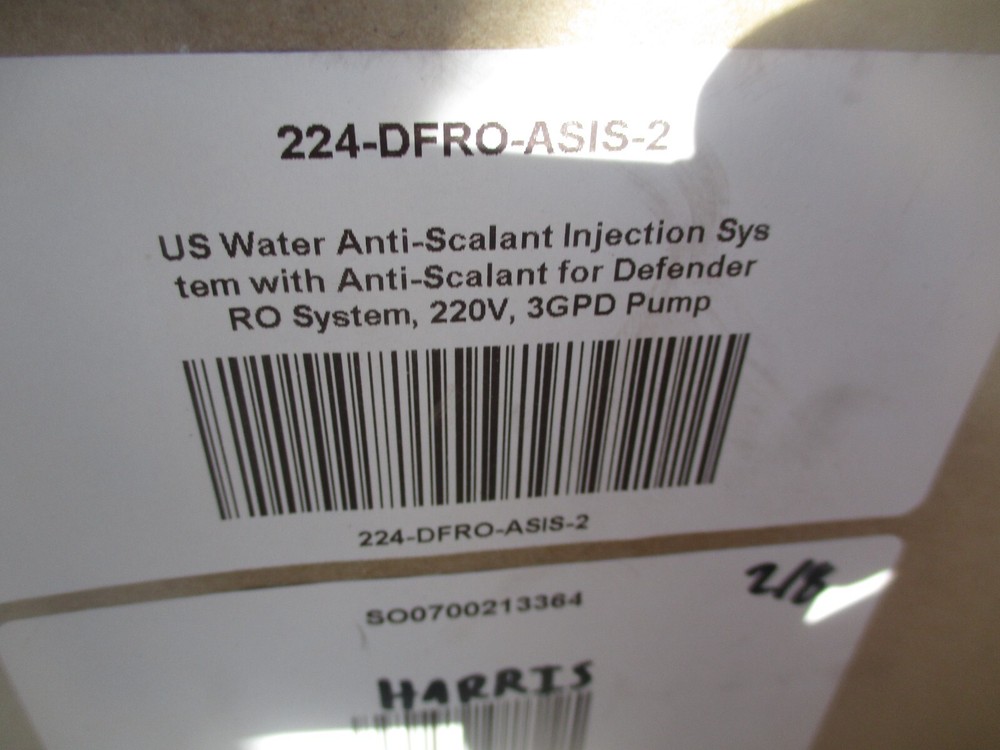 224-DFRO-ASIS-2
US Water Anti-Scalant Injection Sys
tem with Anti-Scalant for Defender
RO System, 220V, 3GPD Pump
224-DFRO-ASIS-2
2/8
SO0700213364
HARRIS